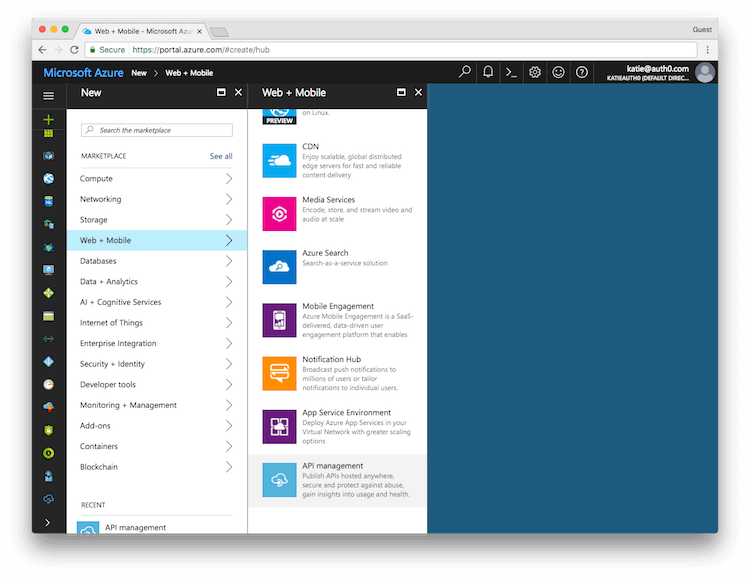 Web + Mobile - Microsoft Azure
Guest
Secure
https://portal.azure.com/#create/hub
Microsoft Azure
New
Web + Mobile
katie@auth0.com
KATIEAUTH0 (DEFAULT DIREC...
New
Search the marketplace
MARKETPLACE
See all
Compute
Networking
Storage
Web + Mobile
Databases
Data + Analytics
AI + Cognitive Services
Internet of Things
Enterprise Integration
Security + Identity
Developer tools
Monitoring + Management
Add-ons
Containers
Blockchain
RECENT
API management
Web + Mobile
PREVIEW
on Linux.
CDN
Enjoy scalable, global distributed
edge servers for fast and reliable
content delivery
Media Services
Encode, store, and stream video and
audio at scale
Azure Search
Search-as-a-service solution
Mobile Engagement
Azure Mobile Engagement is a SaaS-
delivered, data-driven user
engagement platform that enables
Notification Hub
Broadcast push notifications to
millions of users or tailor
notifications to individual users.
App Service Environment
Deploy Azure App Services in your
Virtual Network with greater scaling
options
API management
Publish APIs hosted anywhere,
secure and protect against abuse,
gain insights into usage and health.